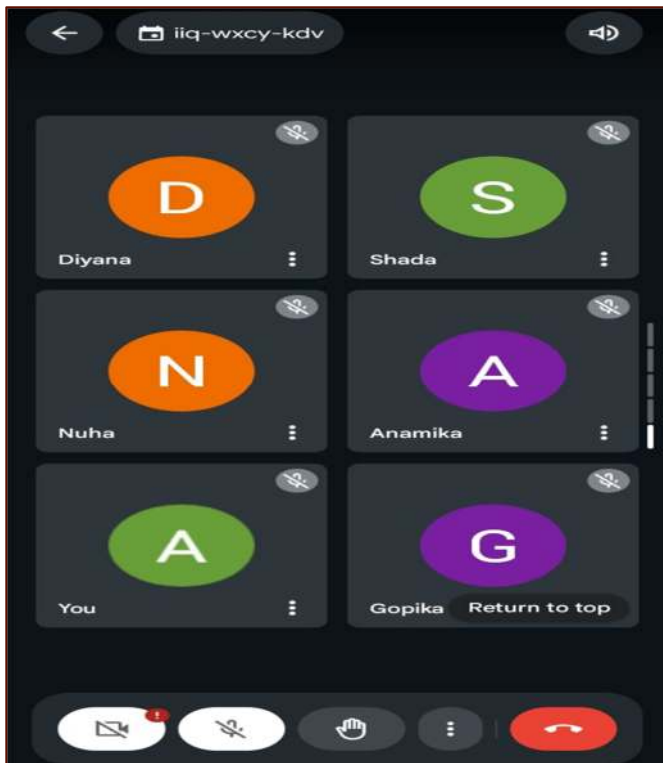 iiq-wxcy-kdv
D
Diyana
S
Shada
N
Nuha
A
Anamika
A
You
G
Gopika
Return to top
!